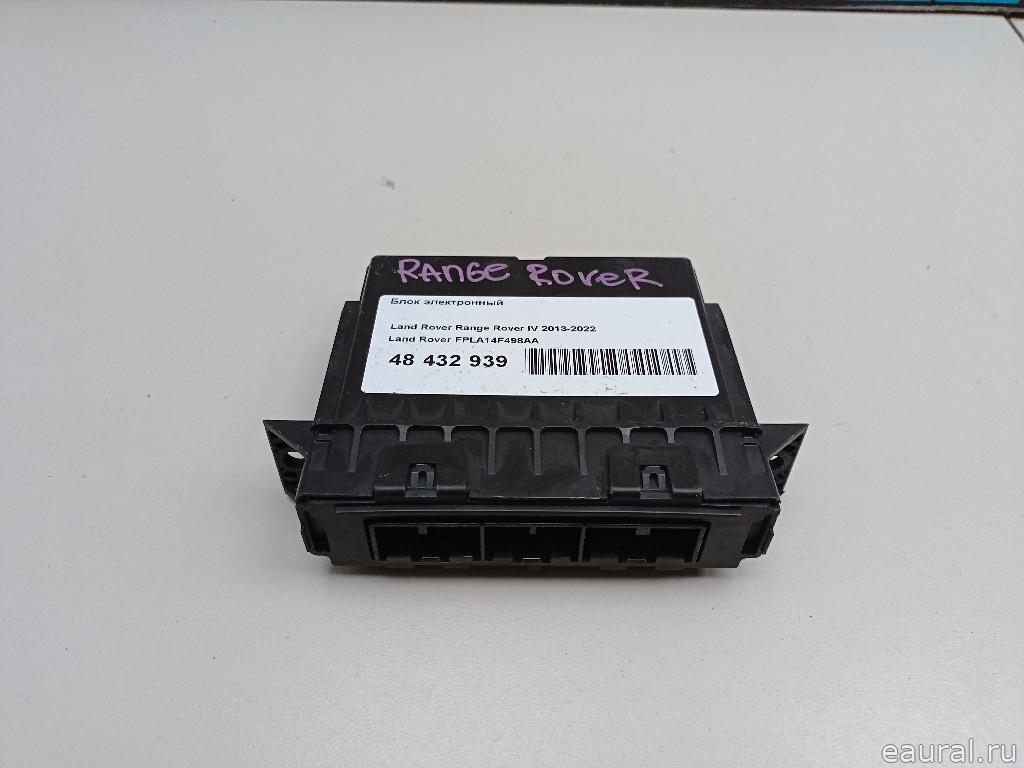 RANGE ROVER
Блок электронный
Land Rover Range Rover IV 2013-2022
Land Rover FPLA14F498AA
48 432 939
eaural.ru